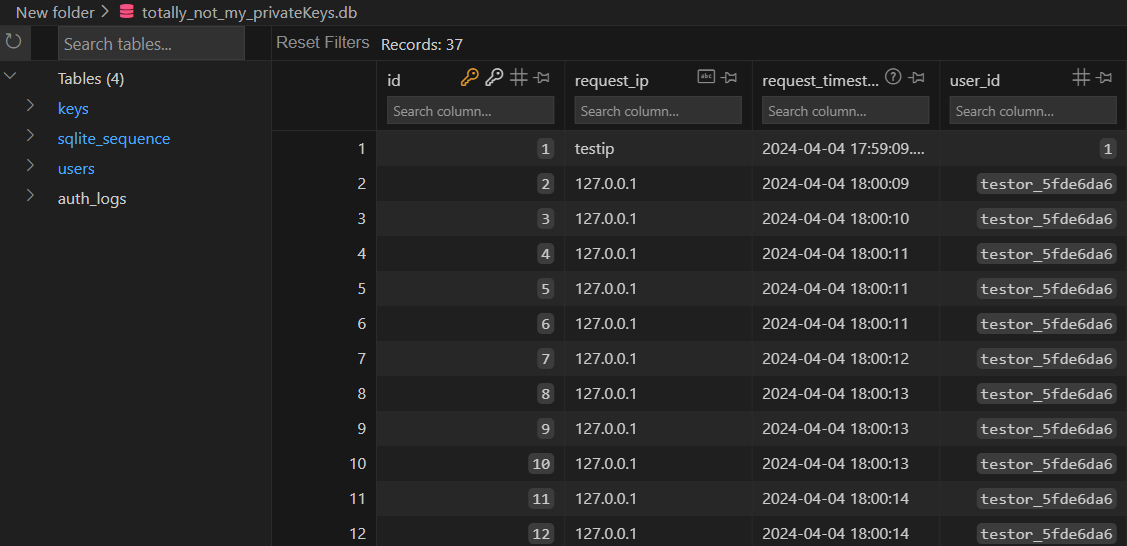 New folder > totally_not_my_privateKeys.db
Search tables...
Reset Filters Records: 37
Tables (4)
keys
sqlite_sequence
users
auth_logs
id request_ip request_timest... user_id
Search column... Search column... Search column... Search column...
1 1 testip 2024-04-04 17:59:09.... 1
2 2 127.0.0.1 2024-04-04 18:00:09 testor_5fde6da6
3 3 127.0.0.1 2024-04-04 18:00:10 testor_5fde6da6
4 4 127.0.0.1 2024-04-04 18:00:11 testor_5fde6da6
5 5 127.0.0.1 2024-04-04 18:00:11 testor_5fde6da6
6 6 127.0.0.1 2024-04-04 18:00:11 testor_5fde6da6
7 7 127.0.0.1 2024-04-04 18:00:12 testor_5fde6da6
8 8 127.0.0.1 2024-04-04 18:00:13 testor_5fde6da6
9 9 127.0.0.1 2024-04-04 18:00:13 testor_5fde6da6
10 10 127.0.0.1 2024-04-04 18:00:13 testor_5fde6da6
11 11 127.0.0.1 2024-04-04 18:00:14 testor_5fde6da6
12 12 127.0.0.1 2024-04-04 18:00:14 testor_5fde6da6